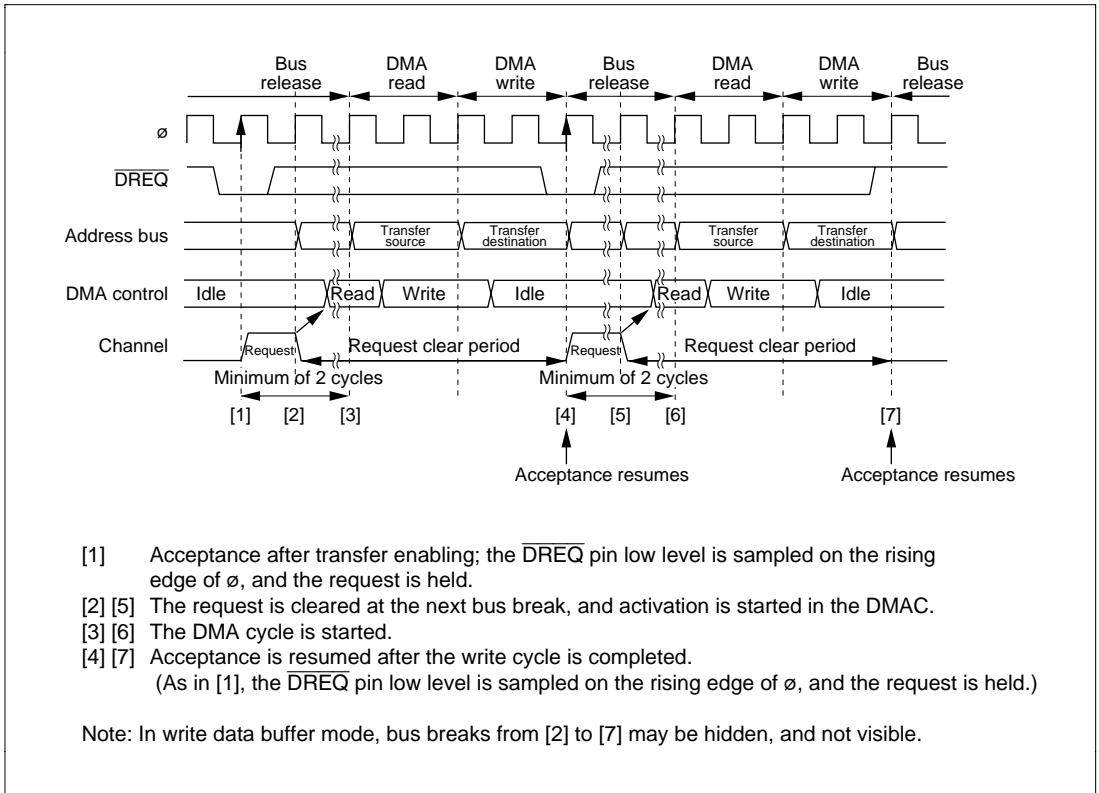 Bus release DMA read DMA write Bus release DMA read DMA write Bus release
ø
DREQ
Address bus Transfer source Transfer destination Transfer source Transfer destination
DMA control Idle Read Write Idle Read Write Idle
Channel Request Request clear period Request Request clear period
Minimum of 2 cycles Minimum of 2 cycles
[1] [2] [3] [4] [5] [6] [7]
Acceptance resumes Acceptance resumes
[1] Acceptance after transfer enabling; the DREQ pin low level is sampled on the rising
edge of ø, and the request is held.
[2] [5] The request is cleared at the next bus break, and activation is started in the DMAC.
[3] [6] The DMA cycle is started.
[4] [7] Acceptance is resumed after the write cycle is completed.
(As in [1], the DREQ pin low level is sampled on the rising edge of ø, and the request is held.)
Note: In write data buffer mode, bus breaks from [2] to [7] may be hidden, and not visible.